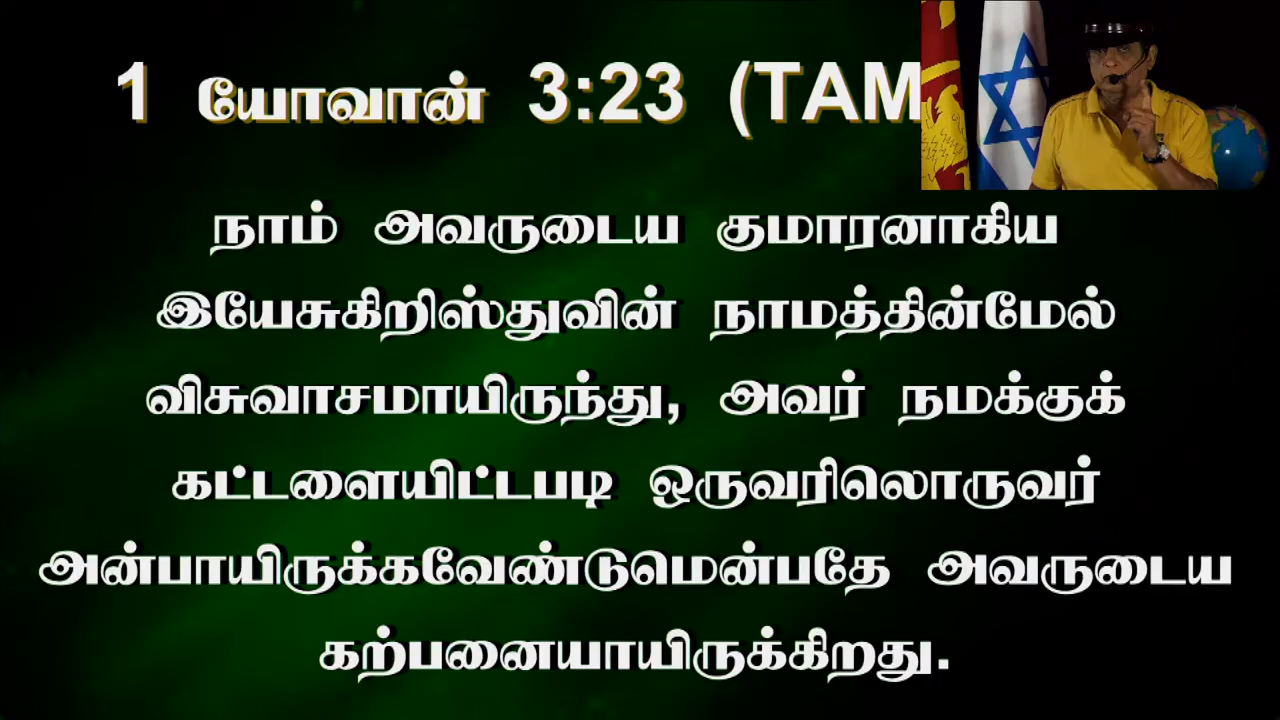 1 யோவான் 3:23 (TAM
நாம் அவருடைய குமாரனாகிய
இயேசுகிறிஸ்துவின் நாமத்தின்மேல்
விசுவாசமாயிருந்து, அவர் நமக்குக்
கட்டளையிட்டபடி ஒருவரிலொருவர்
அன்பாயிருக்கவேண்டுமென்பதே அவருடைய
கற்பனையாயிருக்கிறது.